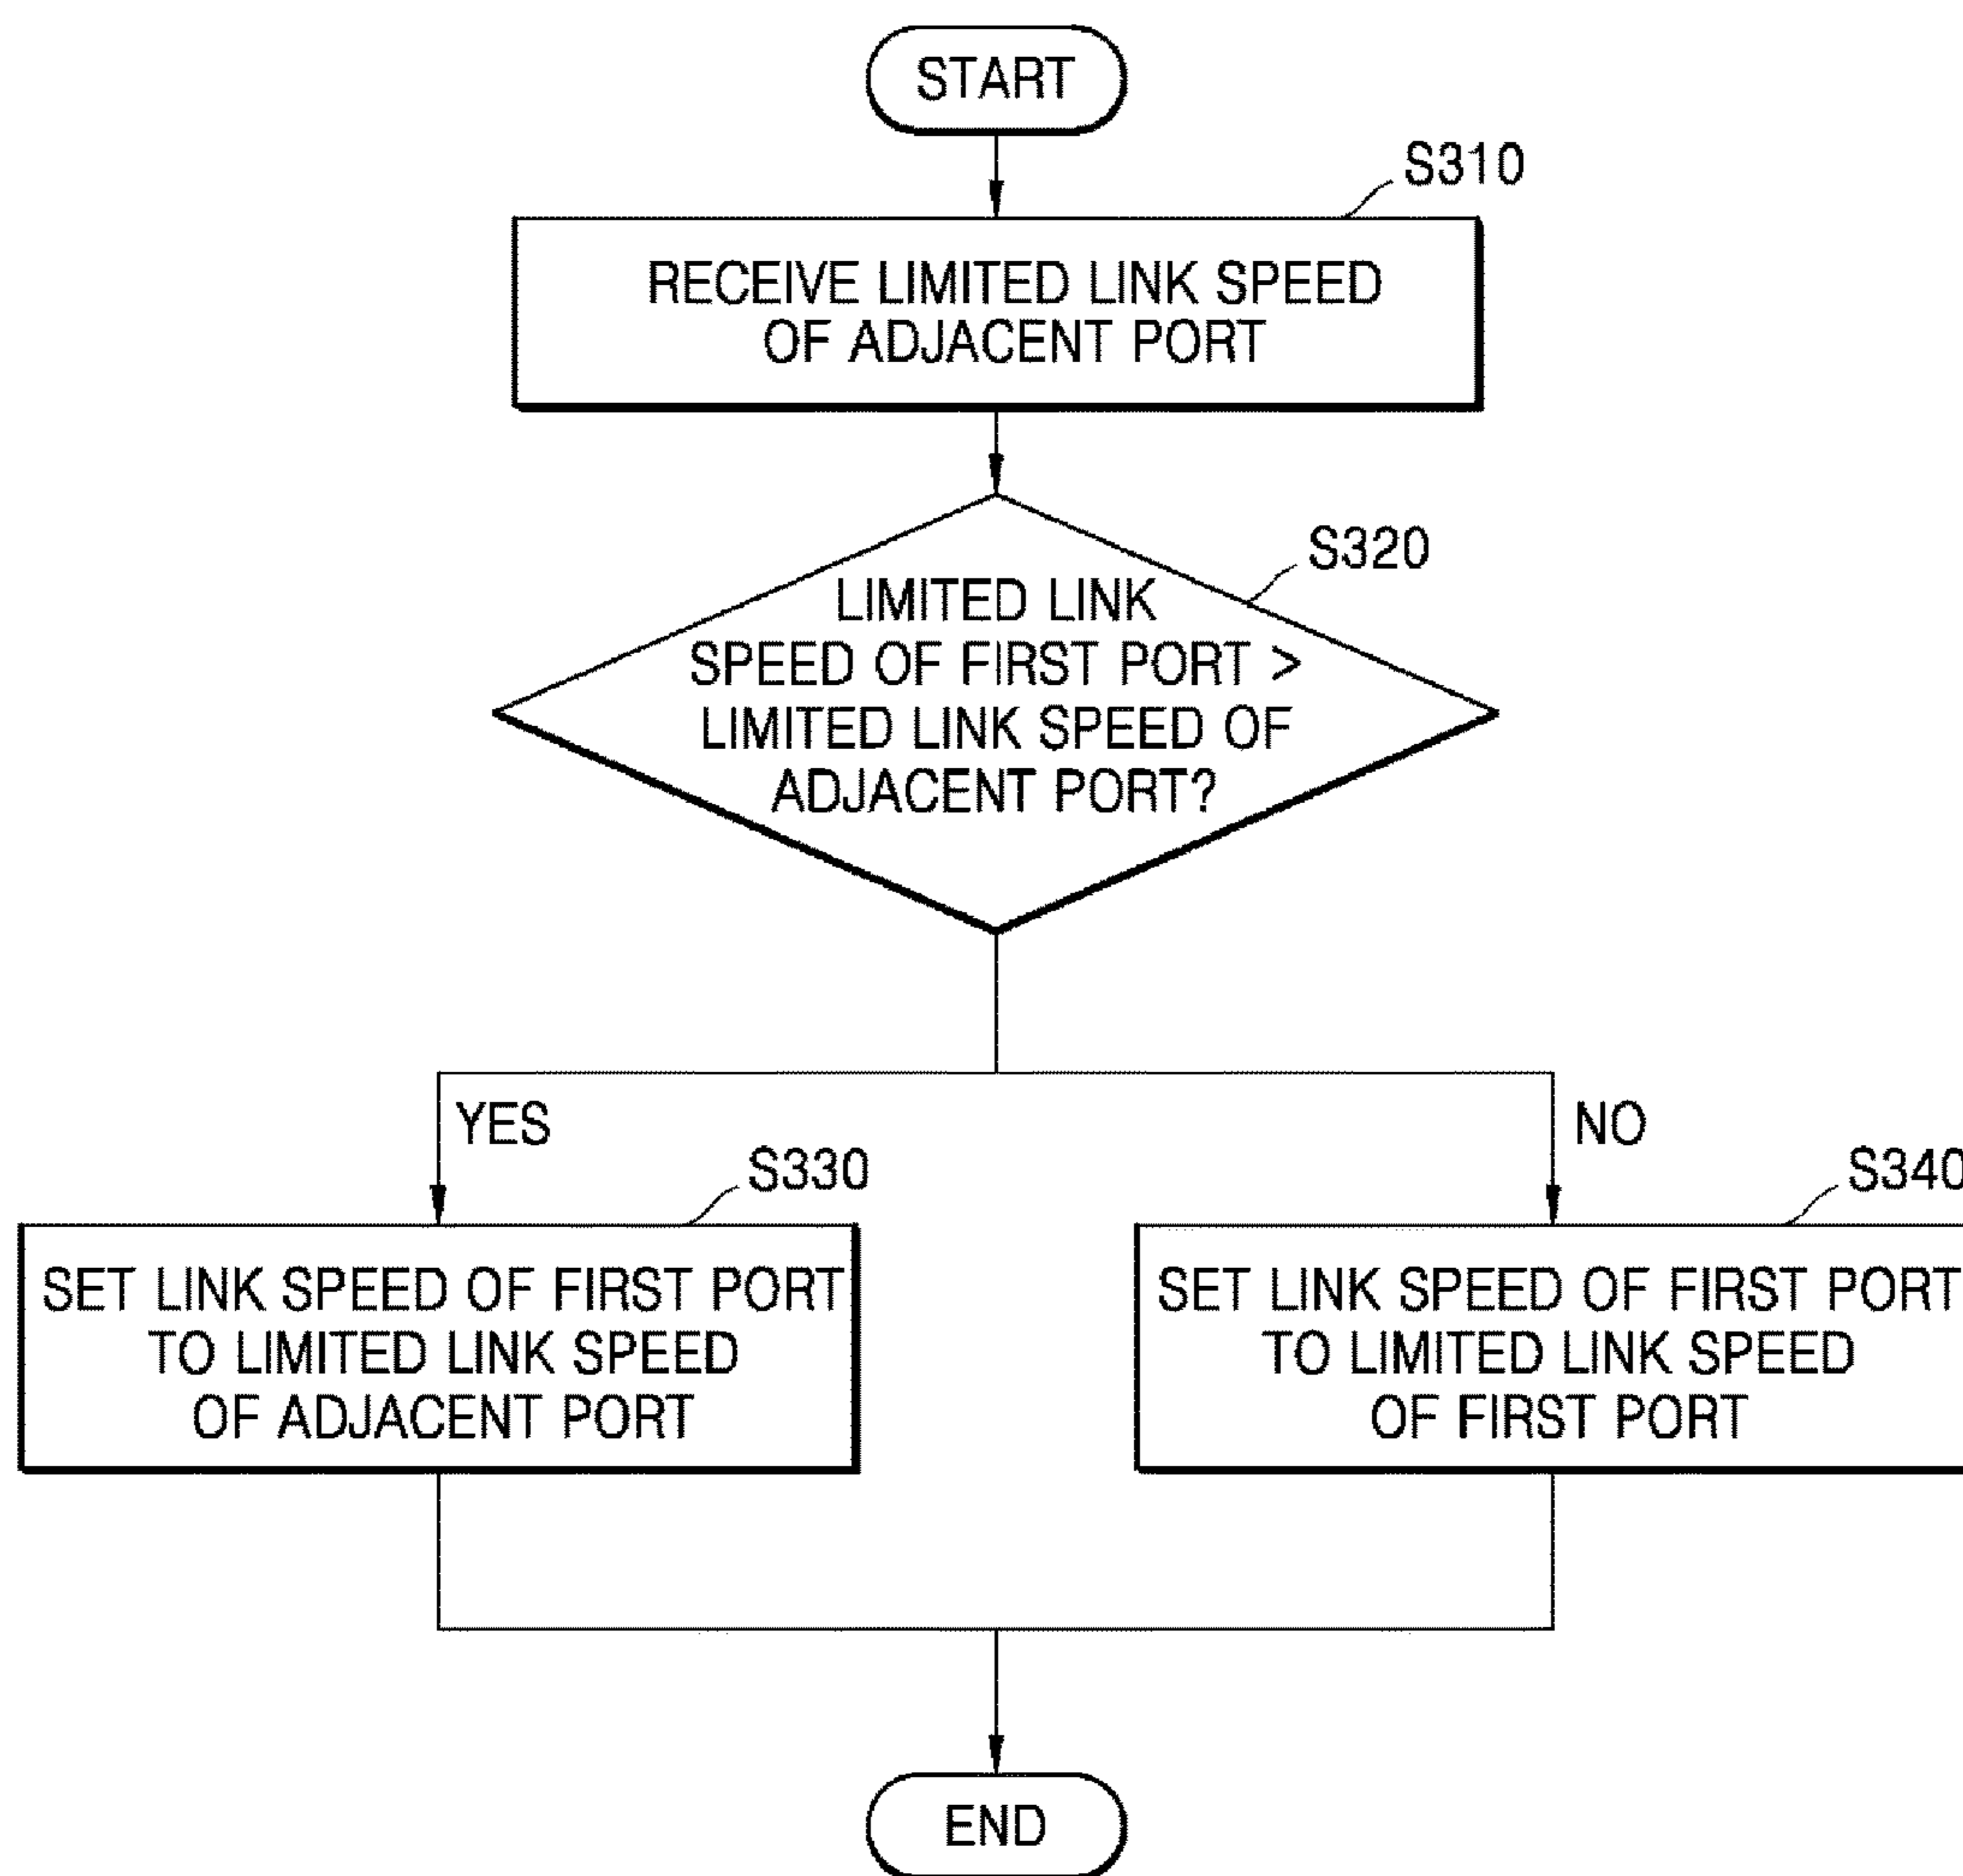 START
S310
RECEIVE LIMITED LINK SPEED
OF ADJACENT PORT
S320
LIMITED LINK
SPEED OF FIRST PORT >
LIMITED LINK SPEED OF
ADJACENT PORT?
YES
NO
S330
SET LINK SPEED OF FIRST PORT
TO LIMITED LINK SPEED
OF ADJACENT PORT
S340
SET LINK SPEED OF FIRST PORT
TO LIMITED LINK SPEED
OF FIRST PORT
END